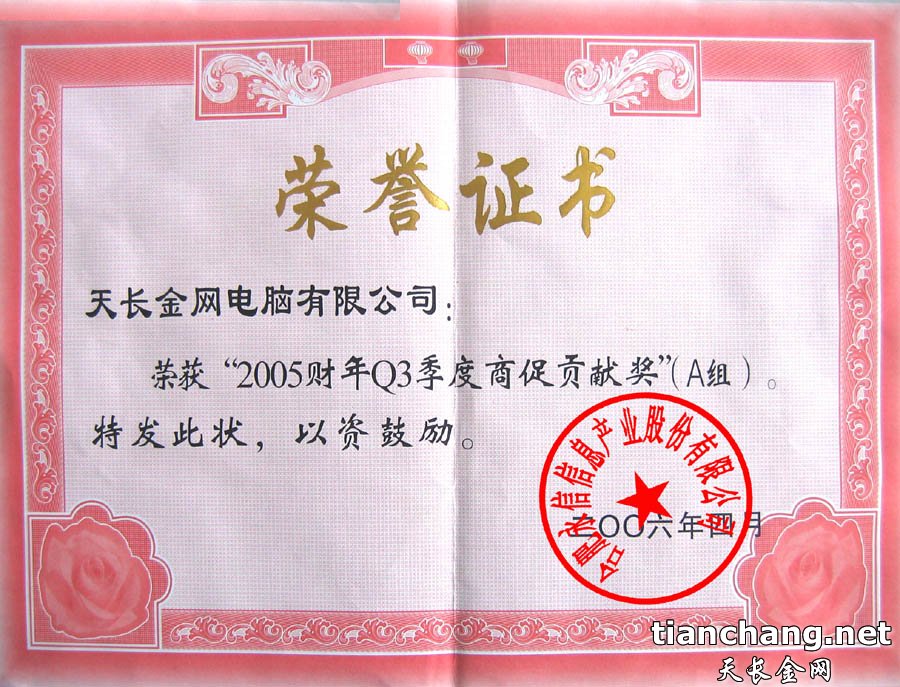 荣誉证书
天长金网电脑有限公司：
荣获“2005财年Q3季度商促贡献奖”（A组）。
特发此状，以资鼓励。
信信息产业股份有限公司
二OO六年四月
tianchang.net
天长金网